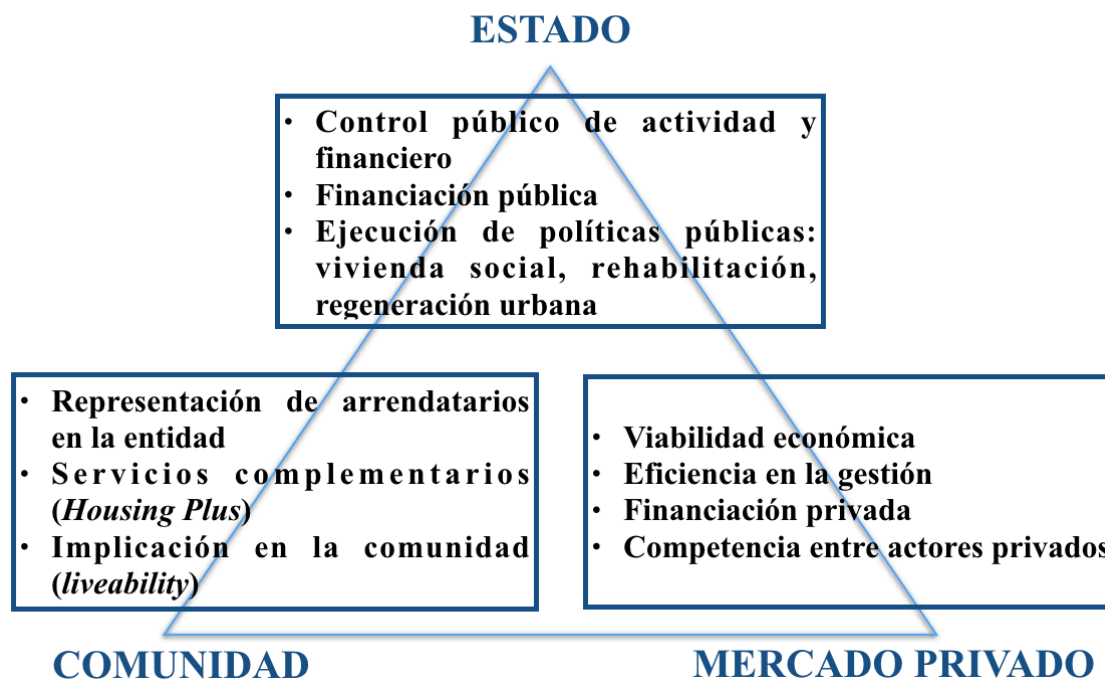 ESTADO
• Control público de actividad y
financiero
• Financiación pública
• Ejecución de políticas públicas:
vivienda social, rehabilitación,
regeneración urbana
• Representación de arrendatarios
en la entidad
• Servicios complementarios
(Housing Plus)
• Implicación en la comunidad
(liveability)
• Viabilidad económica
• Eficiencia en la gestión
• Financiación privada
• Competencia entre actores privados
COMUNIDAD
MERCADO PRIVADO